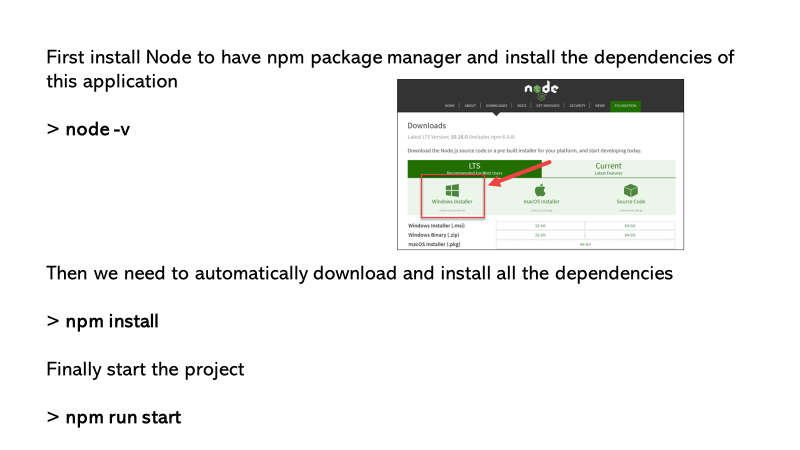 First install Node to have npm package manager and install the dependencies of
this application
> node -v
node
HOME | ABOUT | DOWNLOADS | DOCS | GET INVOLVED | SECURITY | NEWS | FOUNDATION
Downloads
Latest LTS Version: 10.16.0 (includes npm 6.9.0)
Download the Node.js source code or a pre-built installer for your platform, and start developing today.
LTS
Recommended For Most Users
Current
Latest Features
Windows Installer
macOS Installer
Source Code
Windows Installer (.msi) 32-bit 64-bit
Windows Binary (.zip) 32-bit 64-bit
macOS Installer (.pkg) 64-bit
Then we need to automatically download and install all the dependencies
> npm install
Finally start the project
> npm run start